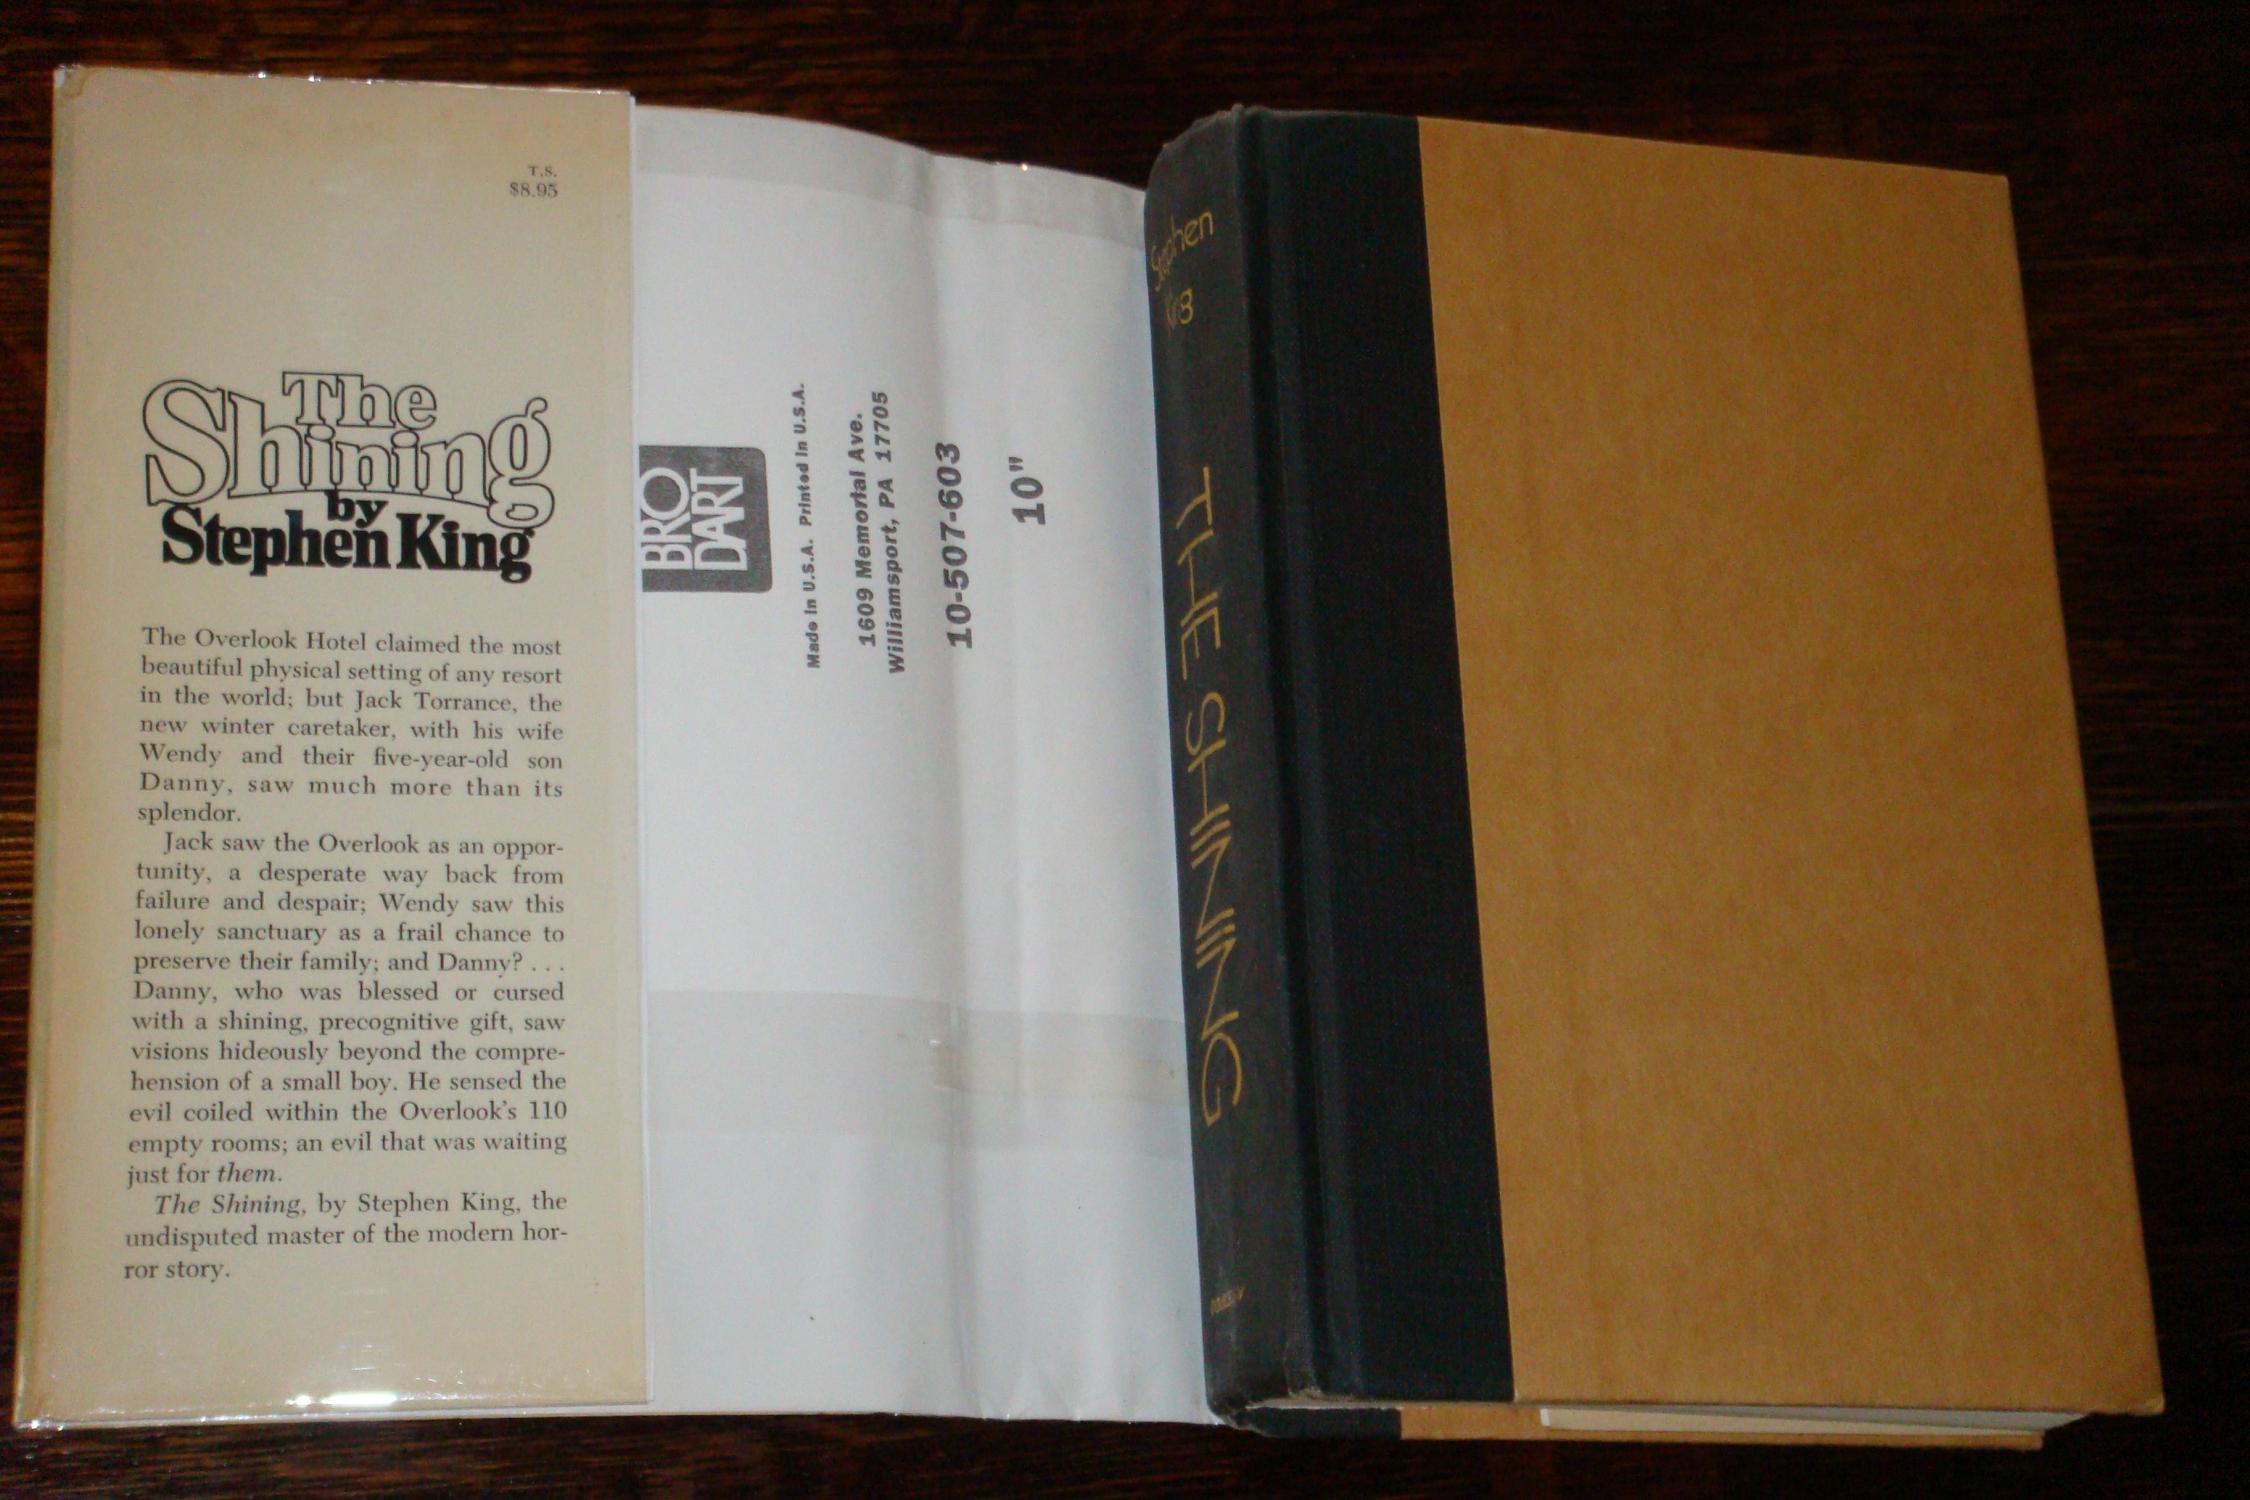 T.S.
$8.95
The
Shining
by
Stephen King
The Overlook Hotel claimed the most
beautiful physical setting of any resort
in the world; but Jack Torrance, the
new winter caretaker, with his wife
Wendy and their five-year-old son
Danny, saw much more than its
splendor.
Jack saw the Overlook as an oppor-
tunity, a desperate way back from
failure and despair; Wendy saw this
lonely sanctuary as a frail chance to
preserve their family; and Danny? . . .
Danny, who was blessed or cursed
with a shining, precognitive gift, saw
visions hideously beyond the compre-
hension of a small boy. He sensed the
evil coiled within the Overlook's 110
empty rooms; an evil that was waiting
just for them.
The Shining, by Stephen King, the
undisputed master of the modern hor-
ror story.
BRO
DART
Made in U.S.A. Printed in U.S.A.
1609 Memorial Ave.
Williamsport, PA 17705
10-507-603
10"
Stephen
King
THE SHINING